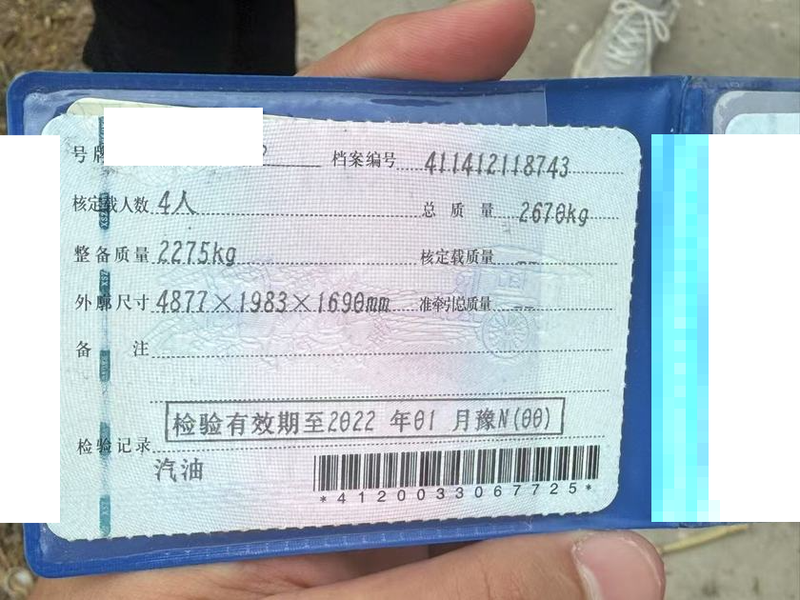 号牌 档案编号 411412118743
核定载人数 4人 总质量 2670kg
整备质量 2275kg 核定载质量 --
外廓尺寸 4877×1983×1690mm 准牵引总质量 --
备注
检验有效期至2022 年01 月豫N(00)
检验记录
汽油
*4120033067725*